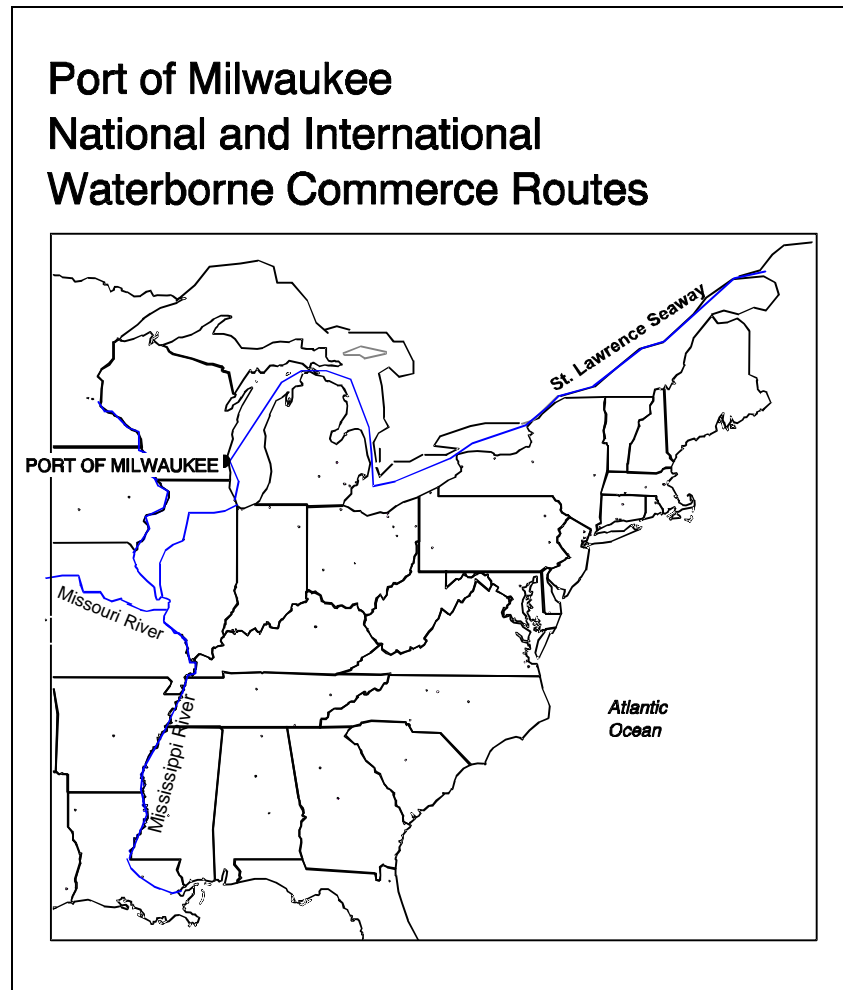 Port of Milwaukee
National and International
Waterborne Commerce Routes
St. Lawrence Seaway
PORT OF MILWAUKEE
Missouri River
Mississippi River
Atlantic
Ocean